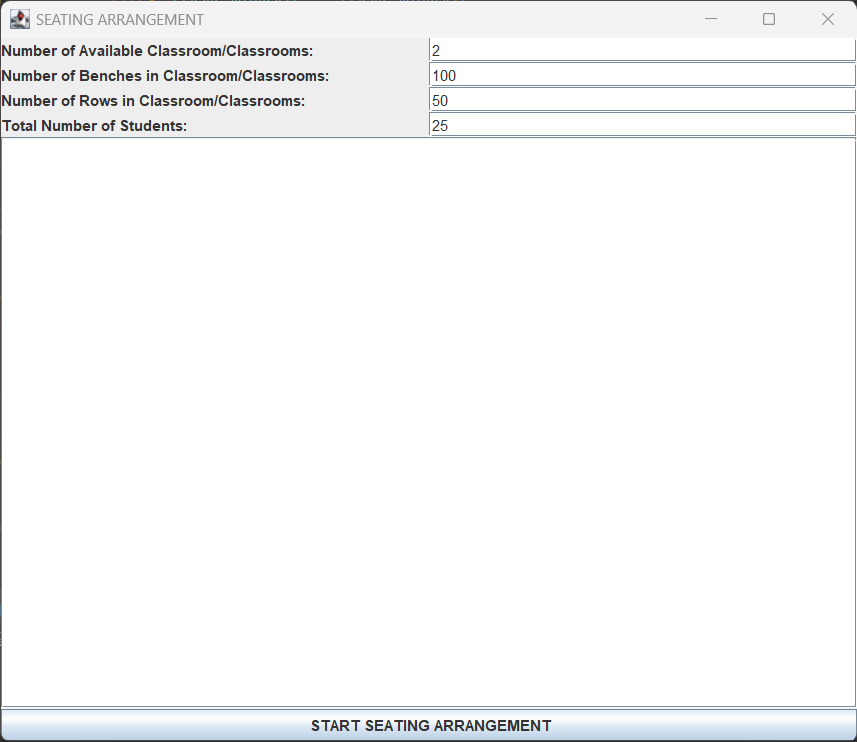 SEATING ARRANGEMENT
Number of Available Classroom/Classrooms: 2
Number of Benches in Classroom/Classrooms: 100
Number of Rows in Classroom/Classrooms: 50
Total Number of Students: 25
START SEATING ARRANGEMENT